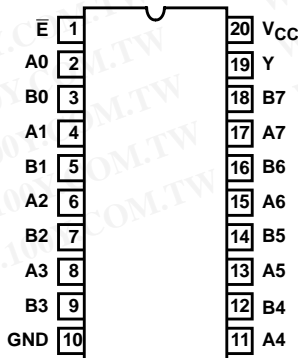 E̅ 1 20 VCC
A0 2 19 Y
B0 3 18 B7
A1 4 17 A7
B1 5 16 B6
A2 6 15 A6
B2 7 14 B5
A3 8 13 A5
B3 9 12 B4
GND 10 11 A4